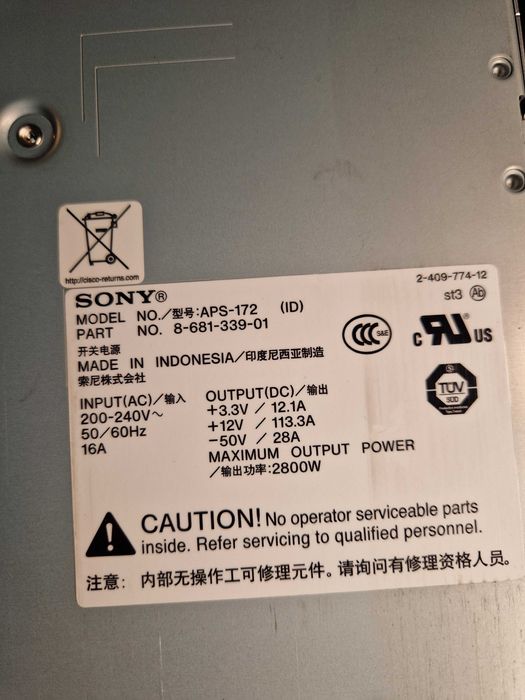 http://cisco-returns.com
2-409-774-12
SONY®
st3 Ab
MODEL NO./型号:APS-172 (ID)
PART NO. 8-681-339-01
开关电源
MADE IN INDONESIA/印度尼西亚制造
索尼株式会社
CCC S&E
c RU US
INPUT(AC)/输入
200-240V~
50/60Hz
16A
OUTPUT(DC)/输出
+3.3V / 12.1A
+12V / 113.3A
-50V / 28A
MAXIMUM OUTPUT POWER
/输出功率:2800W
TUV
CAUTION! No operator serviceable parts
inside. Refer servicing to qualified personnel.
注意: 内部无操作工可修理元件。请询问有修理资格人员。